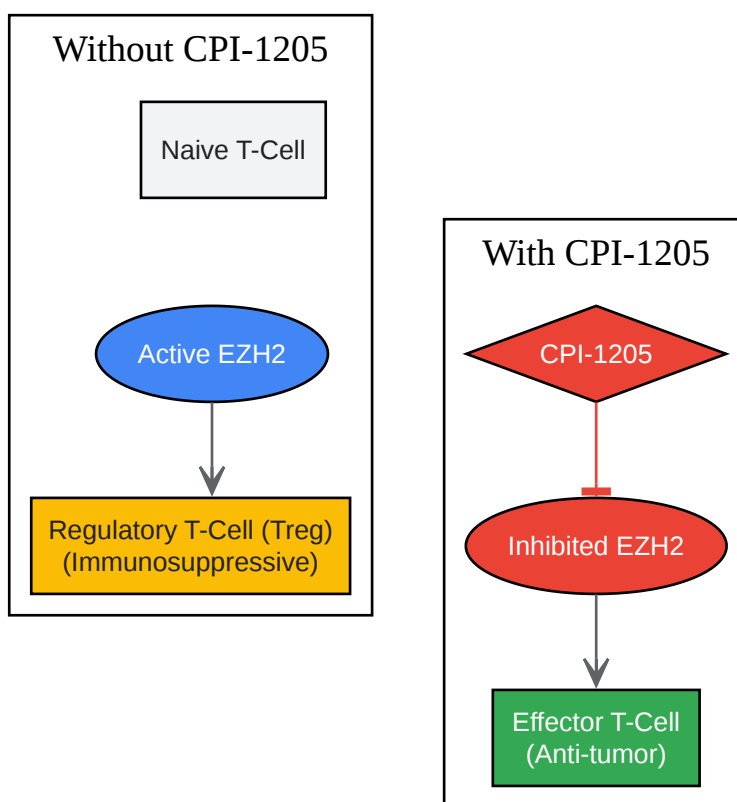 Without CPI-1205
Naive T-Cell
Active EZH2
Regulatory T-Cell (Treg)
(Immunosuppressive)
With CPI-1205
CPI-1205
Inhibited EZH2
Effector T-Cell
(Anti-tumor)